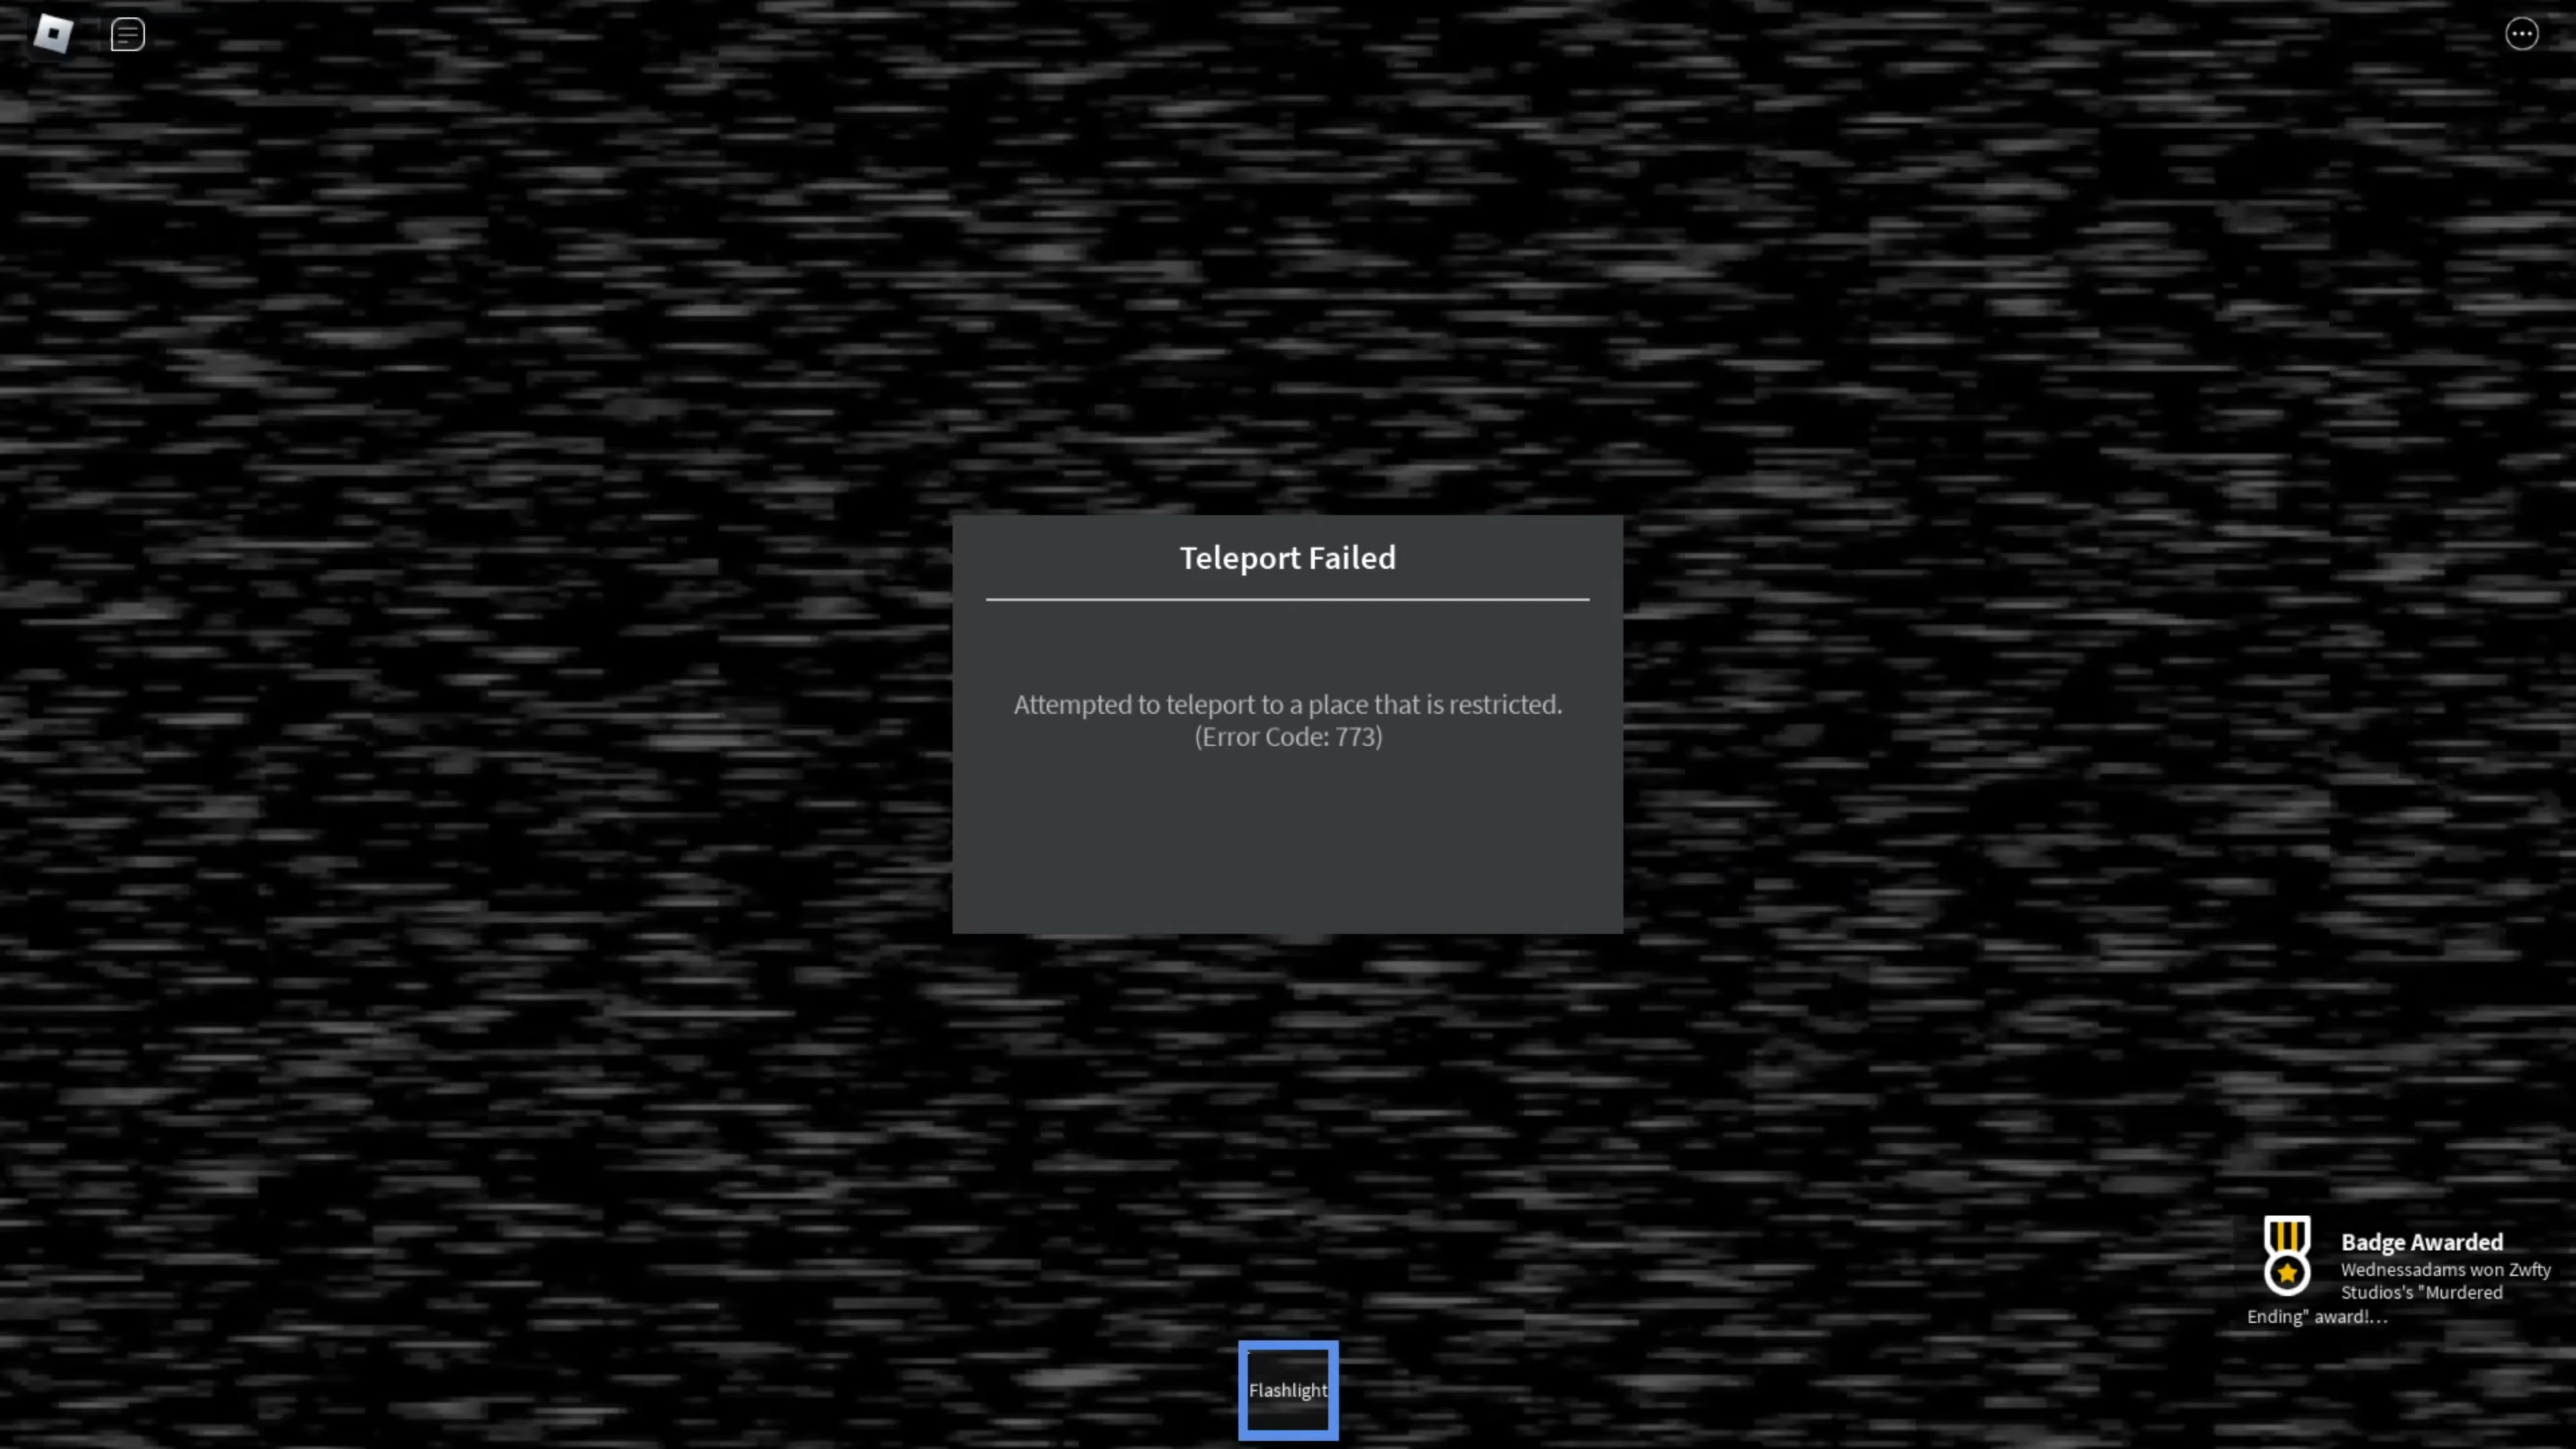 Teleport Failed
Attempted to teleport to a place that is restricted.
(Error Code: 773)
Badge Awarded
Wednessadams won Zwfty
Studios's "Murdered
Ending" award!...
Flashlight